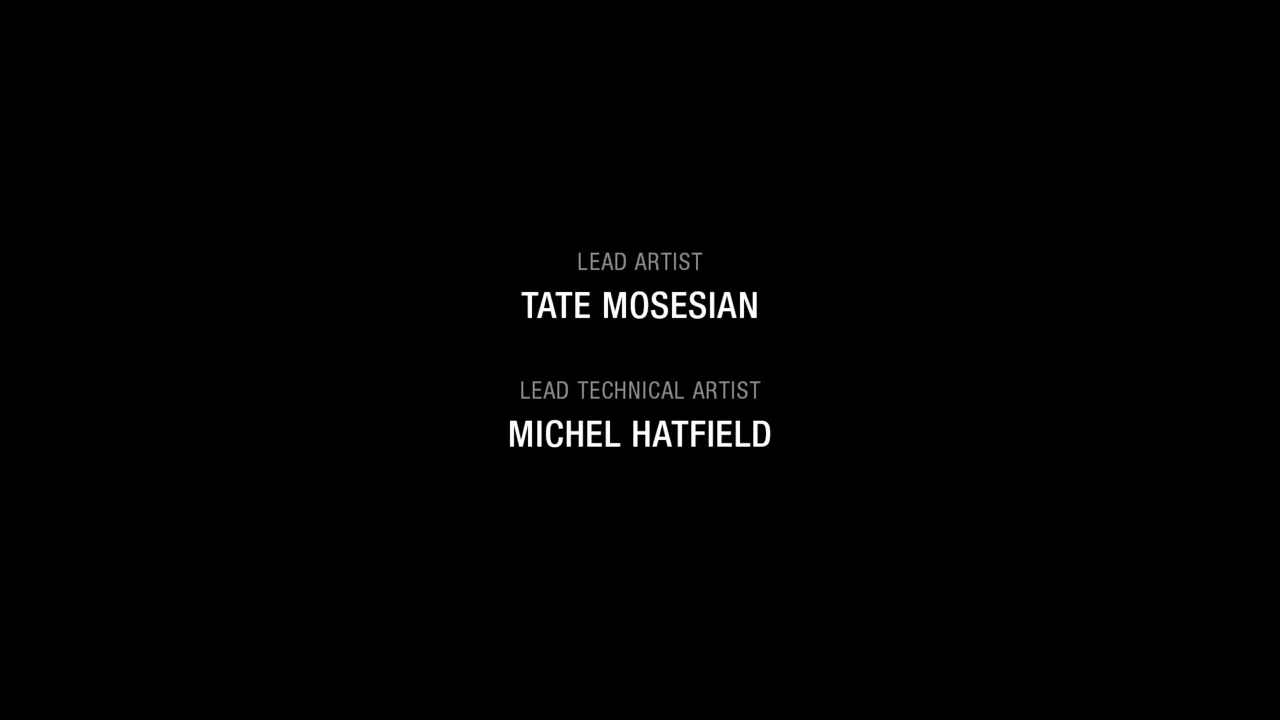 LEAD ARTIST
TATE MOSESIAN
LEAD TECHNICAL ARTIST
MICHEL HATFIELD